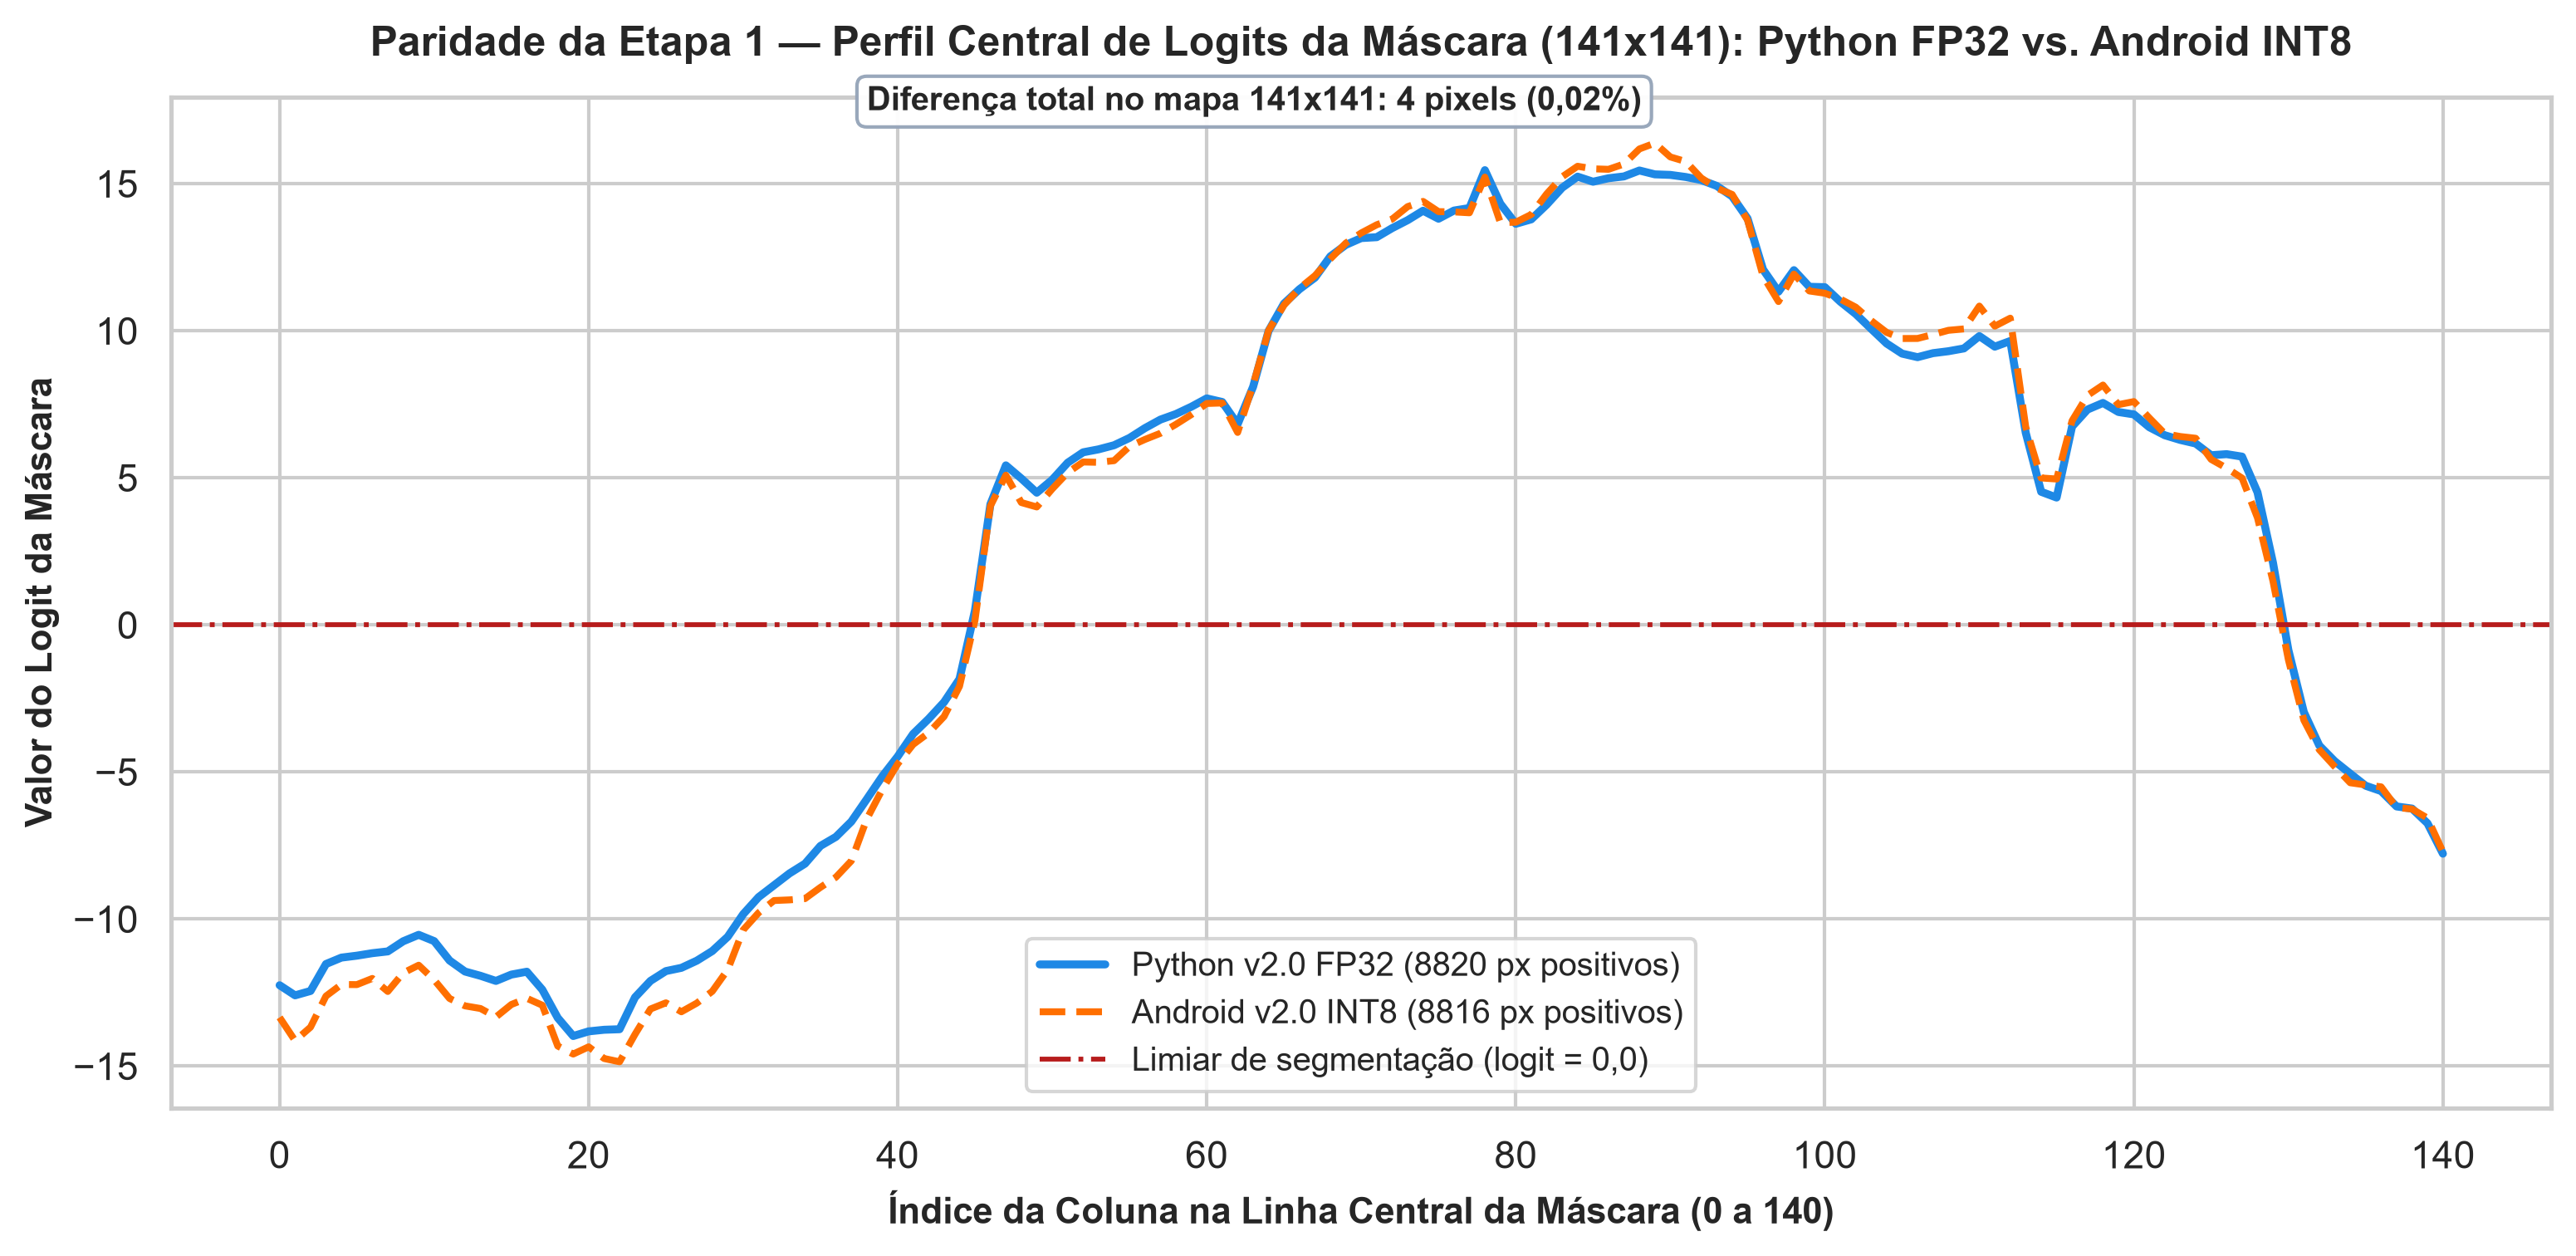 Paridade da Etapa 1 — Perfil Central de Logits da Máscara (141x141): Python FP32 vs. Android INT8
Diferença total no mapa 141x141: 4 pixels (0,02%)
Valor do Logit da Máscara
15
10
5
0
−5
−10
−15
Python v2.0 FP32 (8820 px positivos)
Android v2.0 INT8 (8816 px positivos)
Limiar de segmentação (logit = 0,0)
0 20 40 60 80 100 120 140
Índice da Coluna na Linha Central da Máscara (0 a 140)